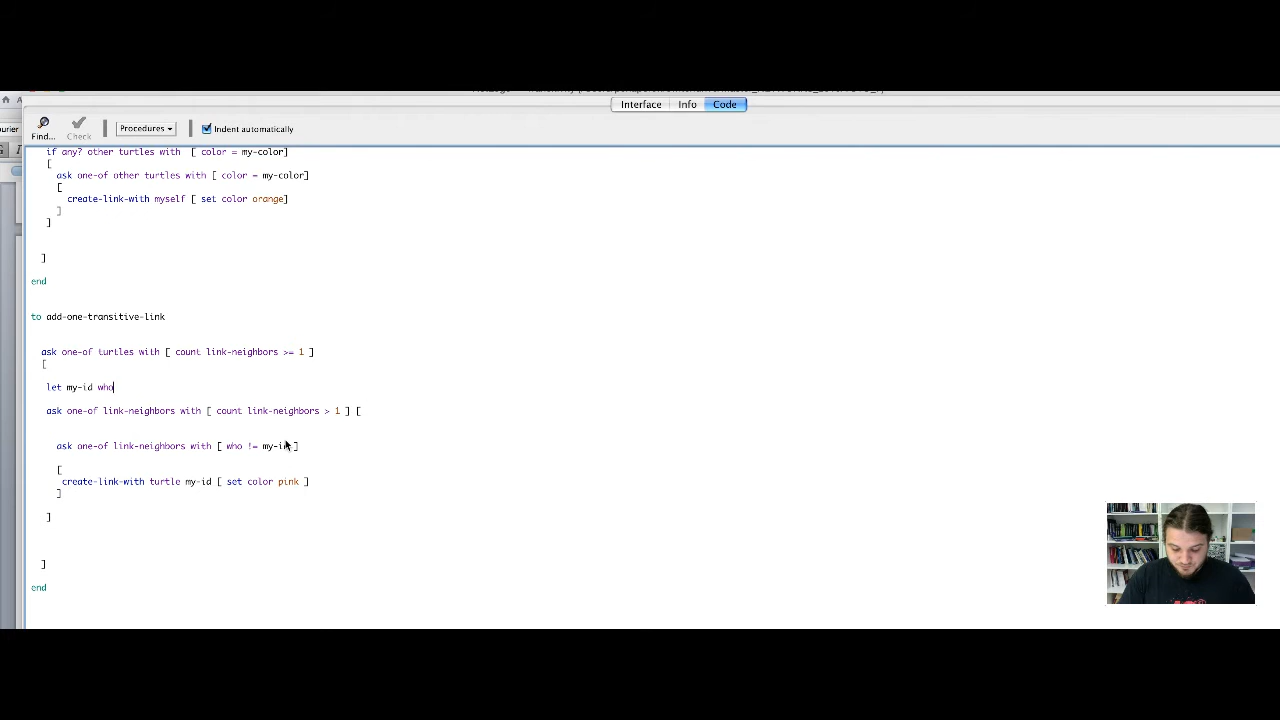 Interface Info Code
Find... Check Procedures Indent automatically
if any? other turtles with [ color = my-color]
[
ask one-of other turtles with [ color = my-color]
[
create-link-with myself [ set color orange]
]
]
]
end
to add-one-transitive-link
ask one-of turtles with [ count link-neighbors >= 1 ]
[
let my-id who
ask one-of link-neighbors with [ count link-neighbors > 1 ] [
ask one-of link-neighbors with [ who != my-id ]
[
create-link-with turtle my-id [ set color pink ]
]
]
]
end